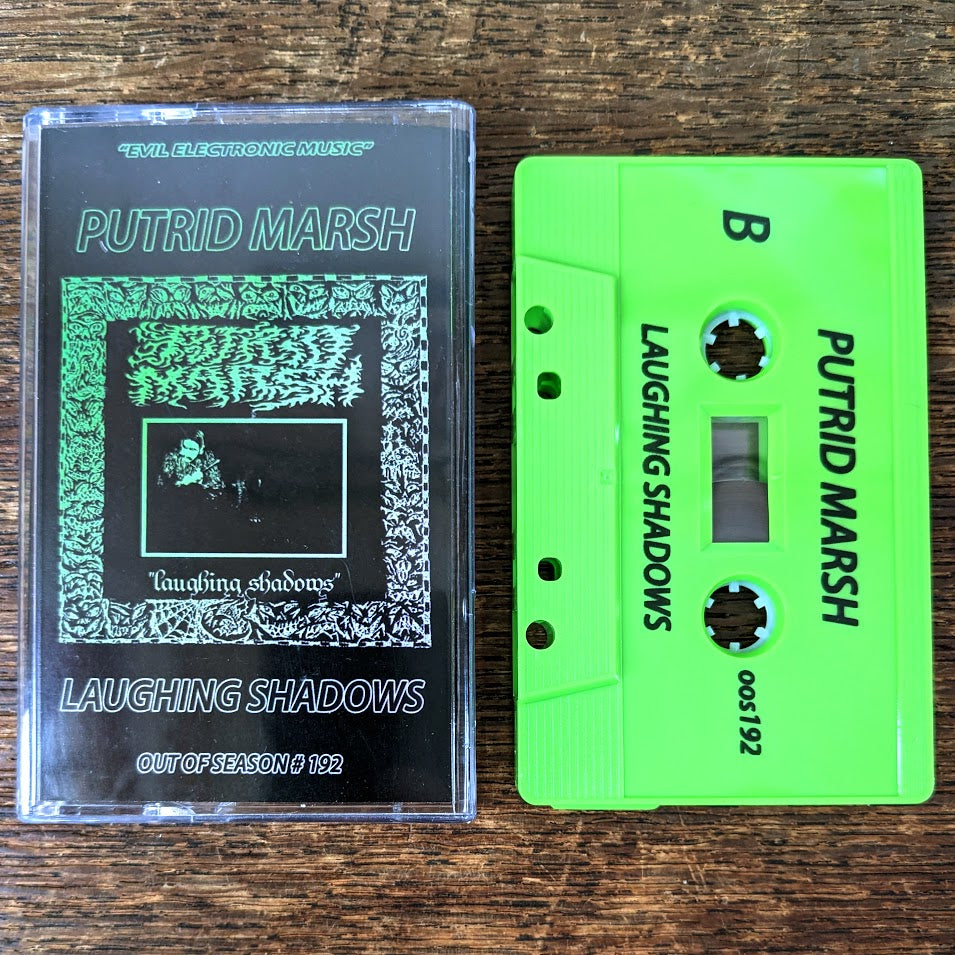 "EVIL ELECTRONIC MUSIC"
PUTRID MARSH
"laughing shadows"
LAUGHING SHADOWS
OUT OF SEASON # 192
B
PUTRID MARSH
LAUGHING SHADOWS
OOS192